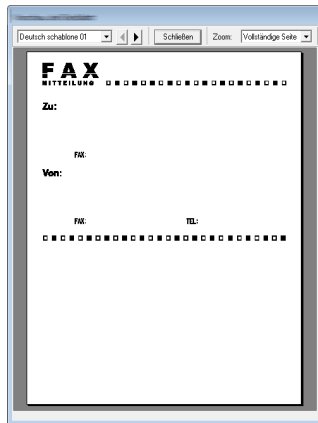 Deutsch schablone 01 Schließen Zoom: Vollständige Seite
FAX
MITTEILUNG
Zu:
FAX:
Von:
FAX: TEL: